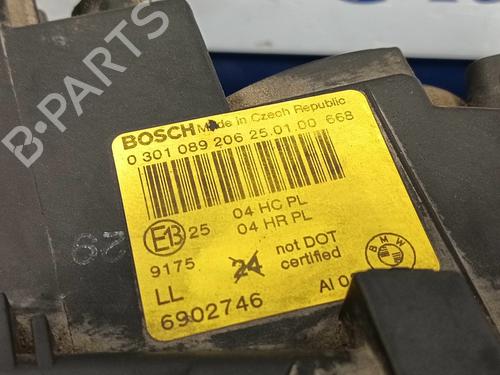 B-PARTS
BOSCH Made in Czech Republic
0 301 089 206 25.01.00 668
04 HC PL
04 HR PL
E13 25
9175 24 not DOT
certified
BMW
LL
6902746 AI 0